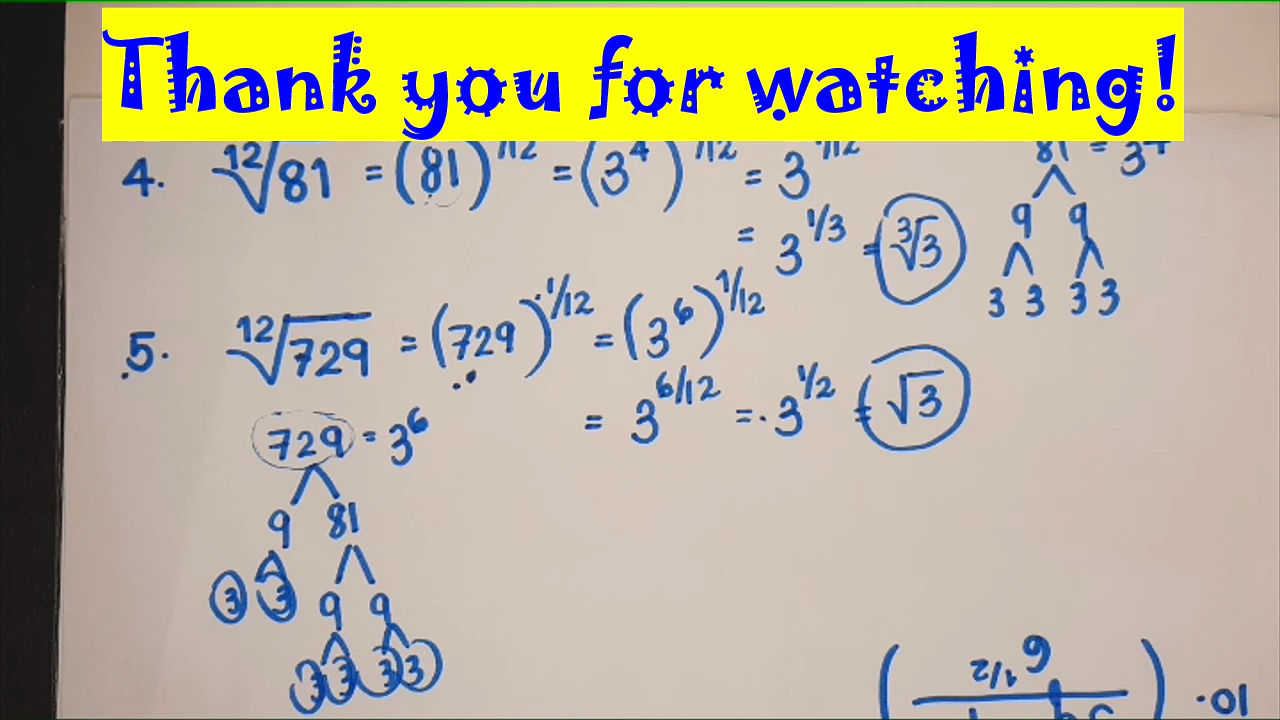 Thank you for watching!
4. ¹²√81 = (81)^1/12 = (3⁴)^1/12 = 3^4/12
= 3^1/3 = ³√3
81 = 3⁴
9 9
3 3 3 3
5. ¹²√729 = (729)^1/12 = (3⁶)^1/12
= 3^6/12 = 3^1/2 = √3
729 = 3⁶
9 81
3 3 9 9
3 3 3 3
10.